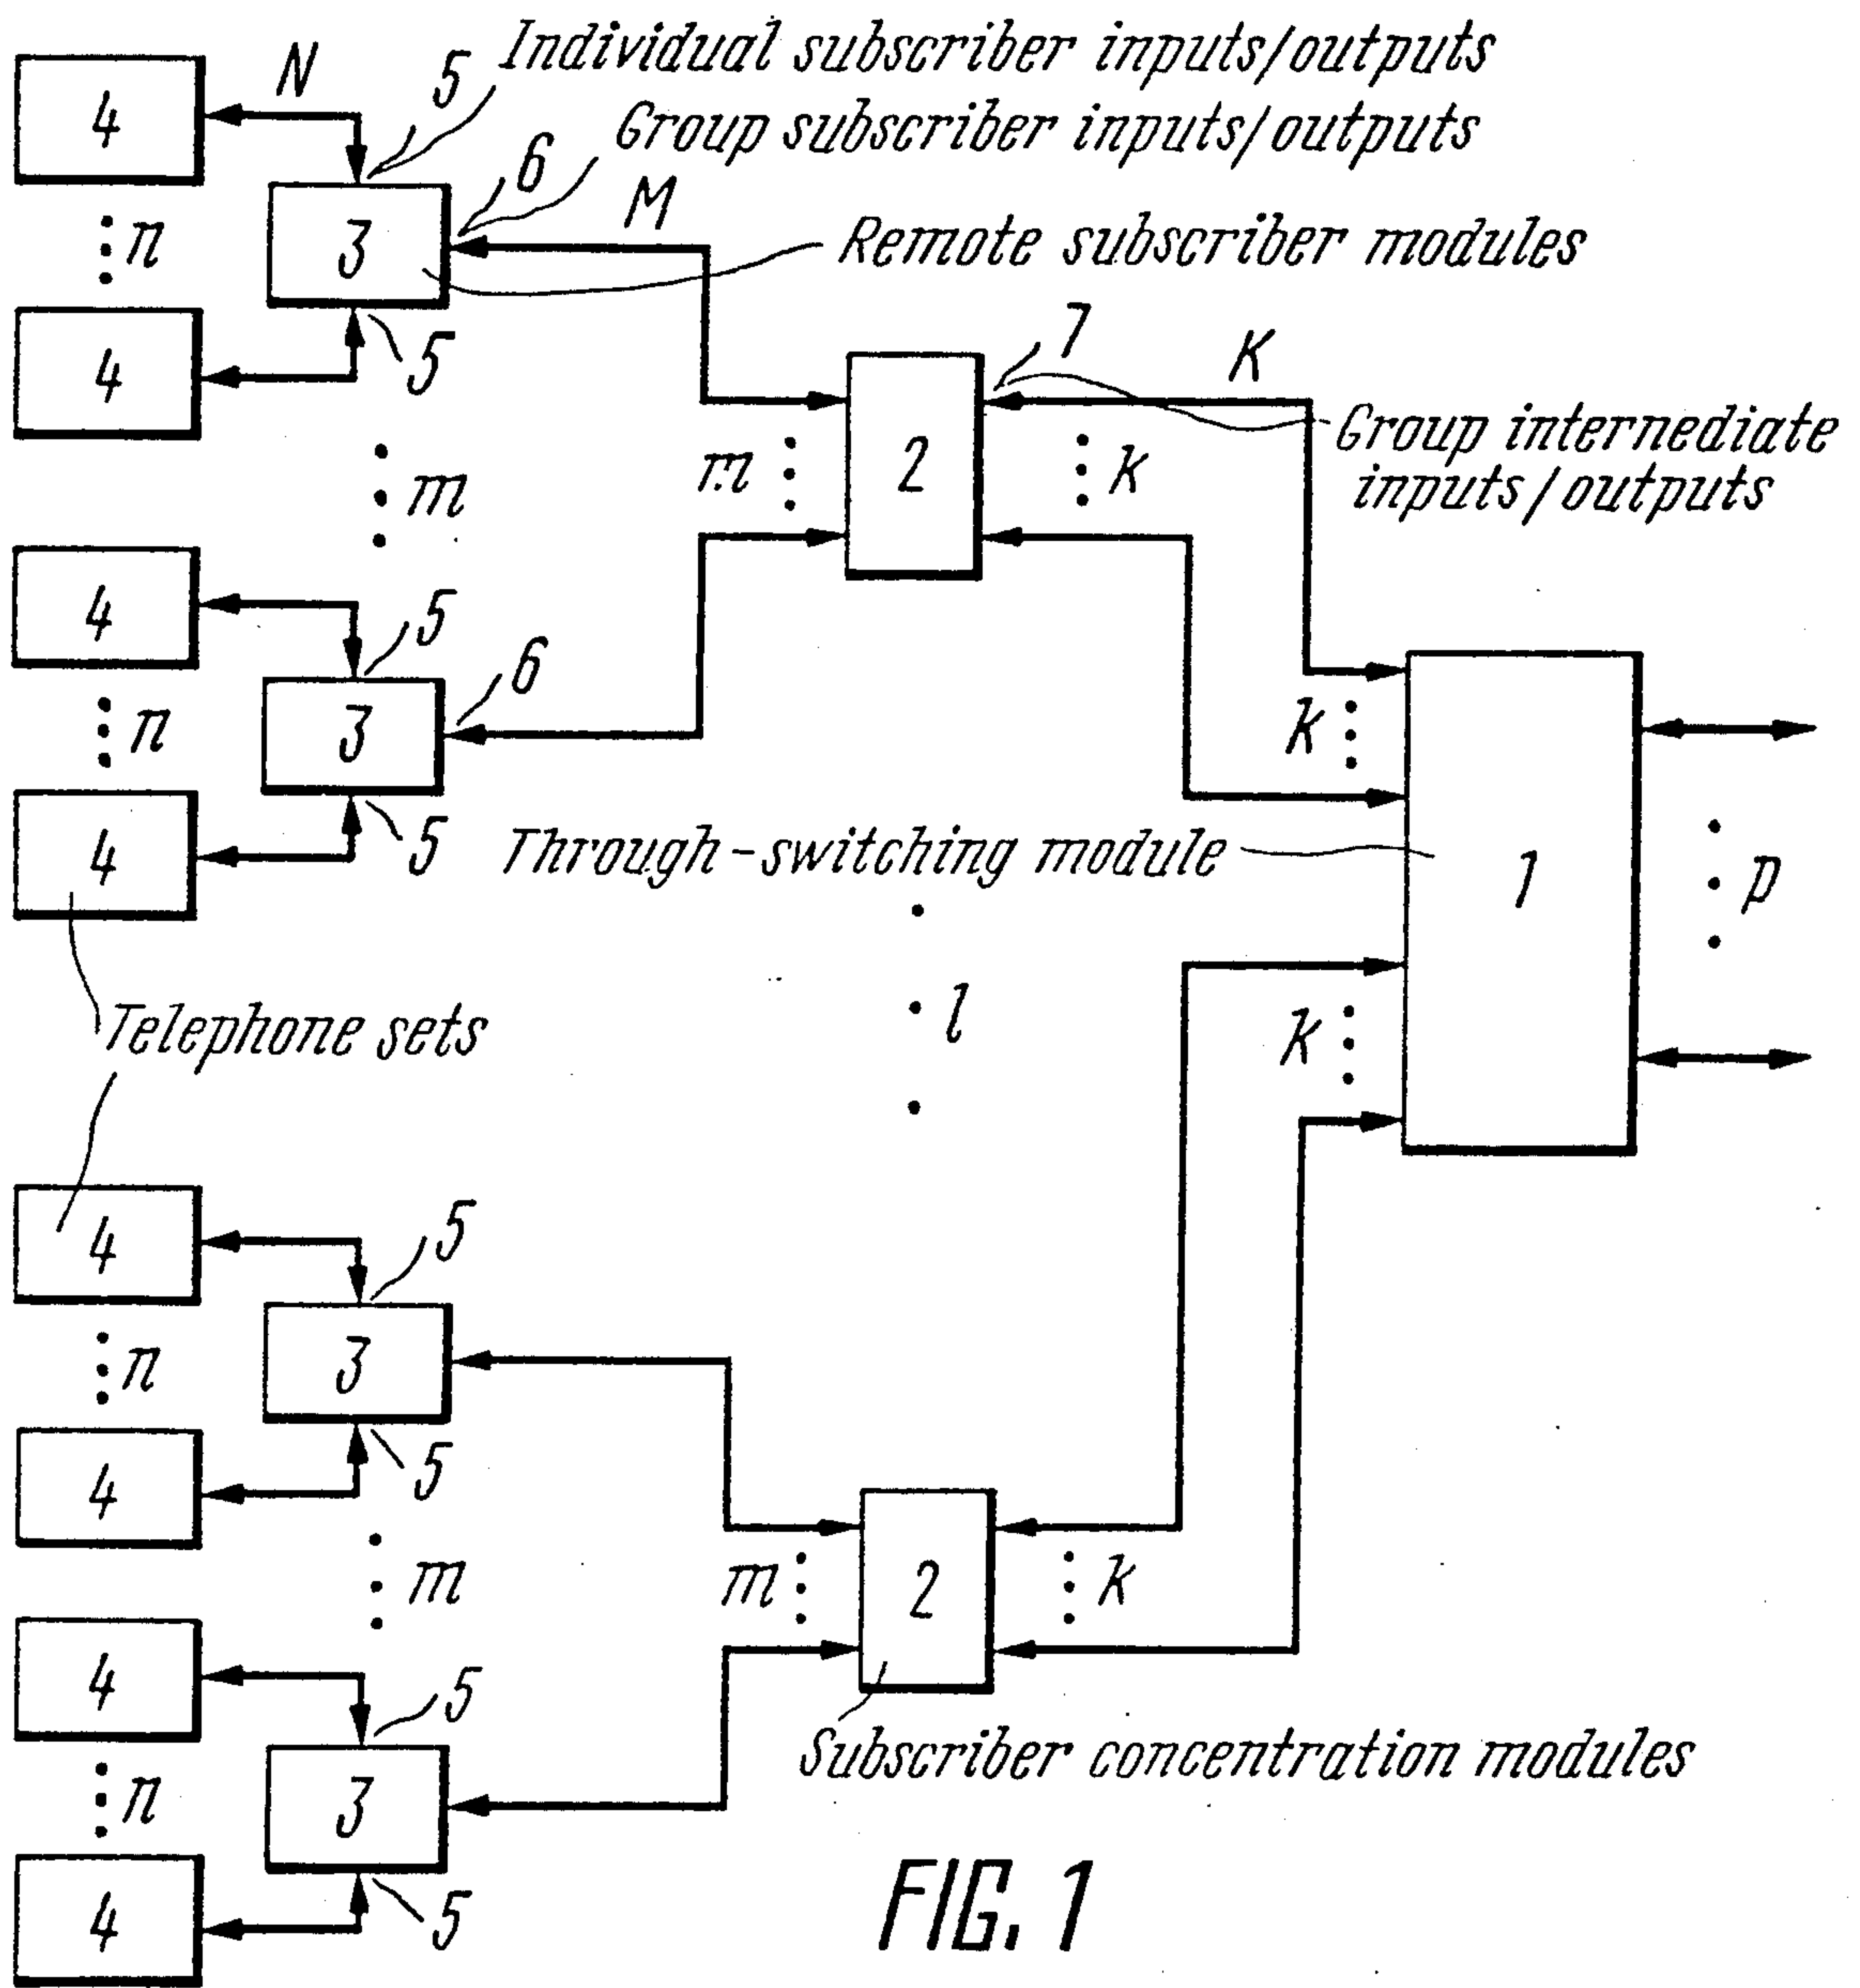 Individual subscriber inputs/outputs
N
5
4
Group subscriber inputs/outputs
6
M
n
3
Remote subscriber modules
7
K
5
4
Group internediate
inputs/outputs
m
m
2
k
4
5
6
k
n
3
4
5
Through-switching module
1
p
l
k
Telephone sets
4
5
n
3
4
5
m
m
2
k
4
5
Subscriber concentration modules
n
3
4
5
FIG. 1